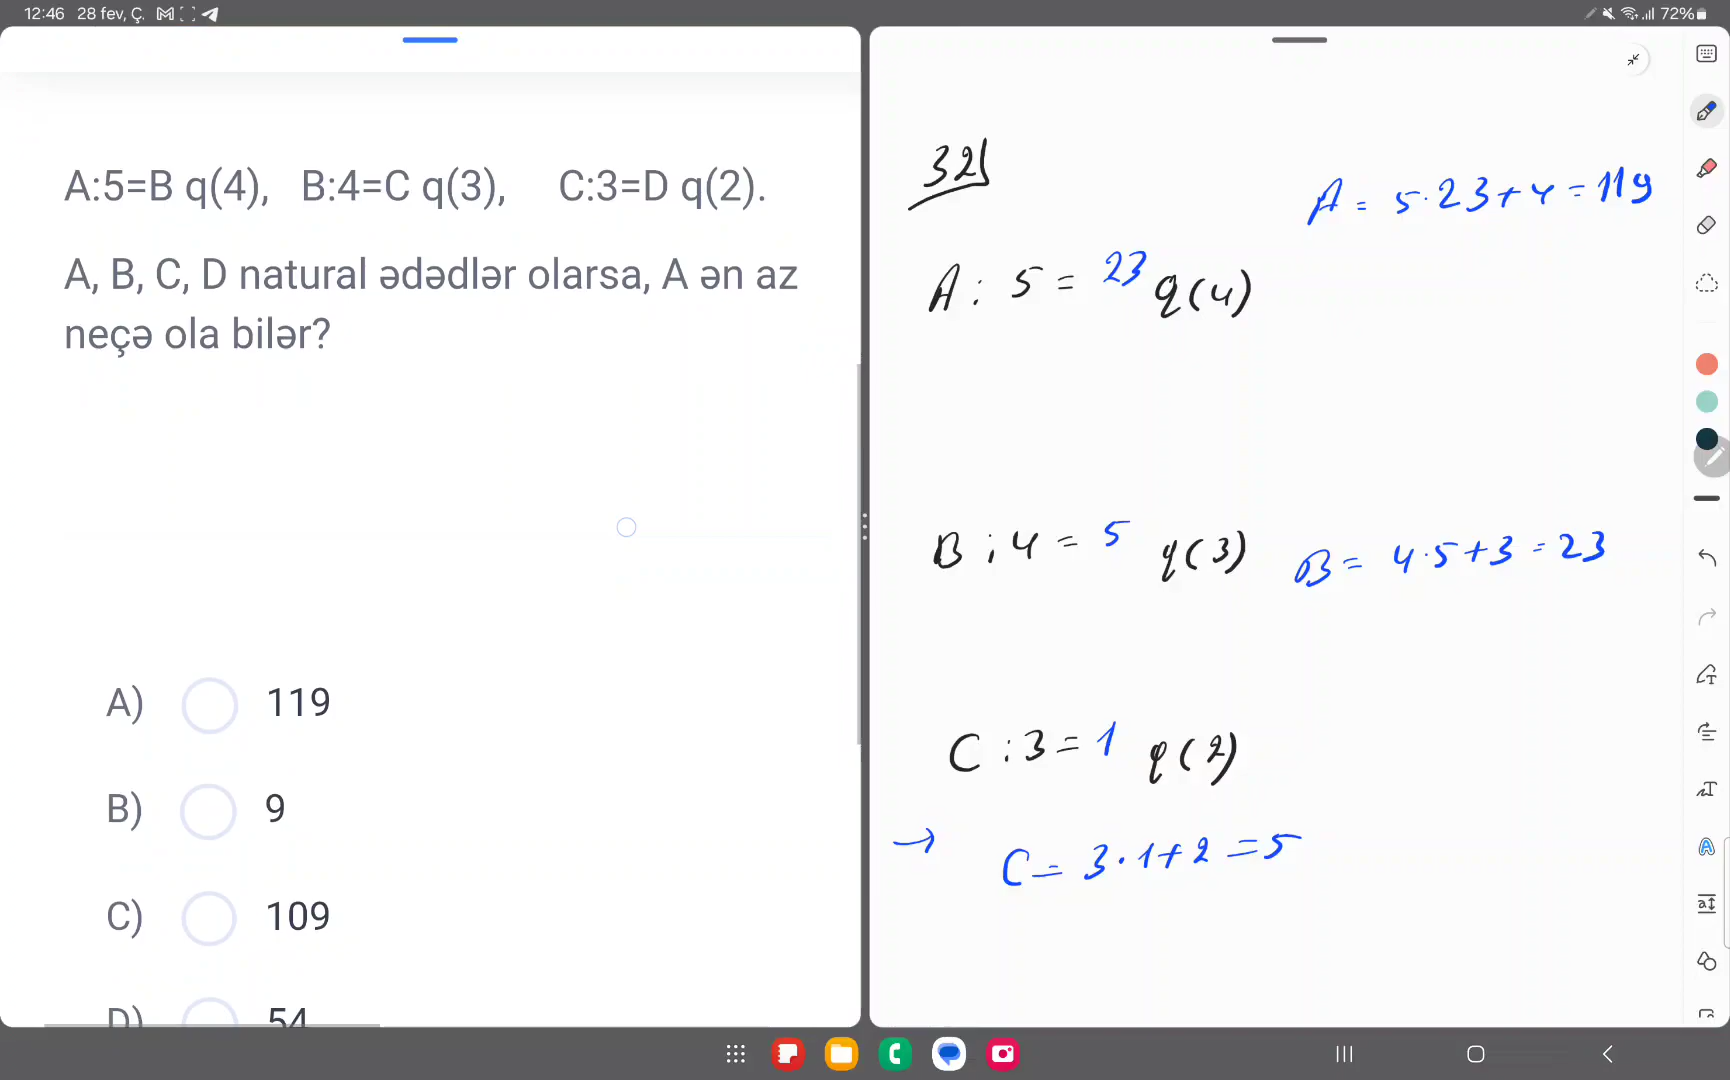 12:46 28 fev, Ç. 72%
A:5=B q(4), B:4=C q(3), C:3=D q(2).
A, B, C, D natural ədədlər olarsa, A ən az
neçə ola bilər?
A) 119
B) 9
C) 109
D) 54
321
A = 5·23+4=119
A : 5 = 23 q(4)
B : 4 = 5 q(3) B = 4·5+3=23
C : 3 = 1 q(2)
→ C = 3·1+2=5